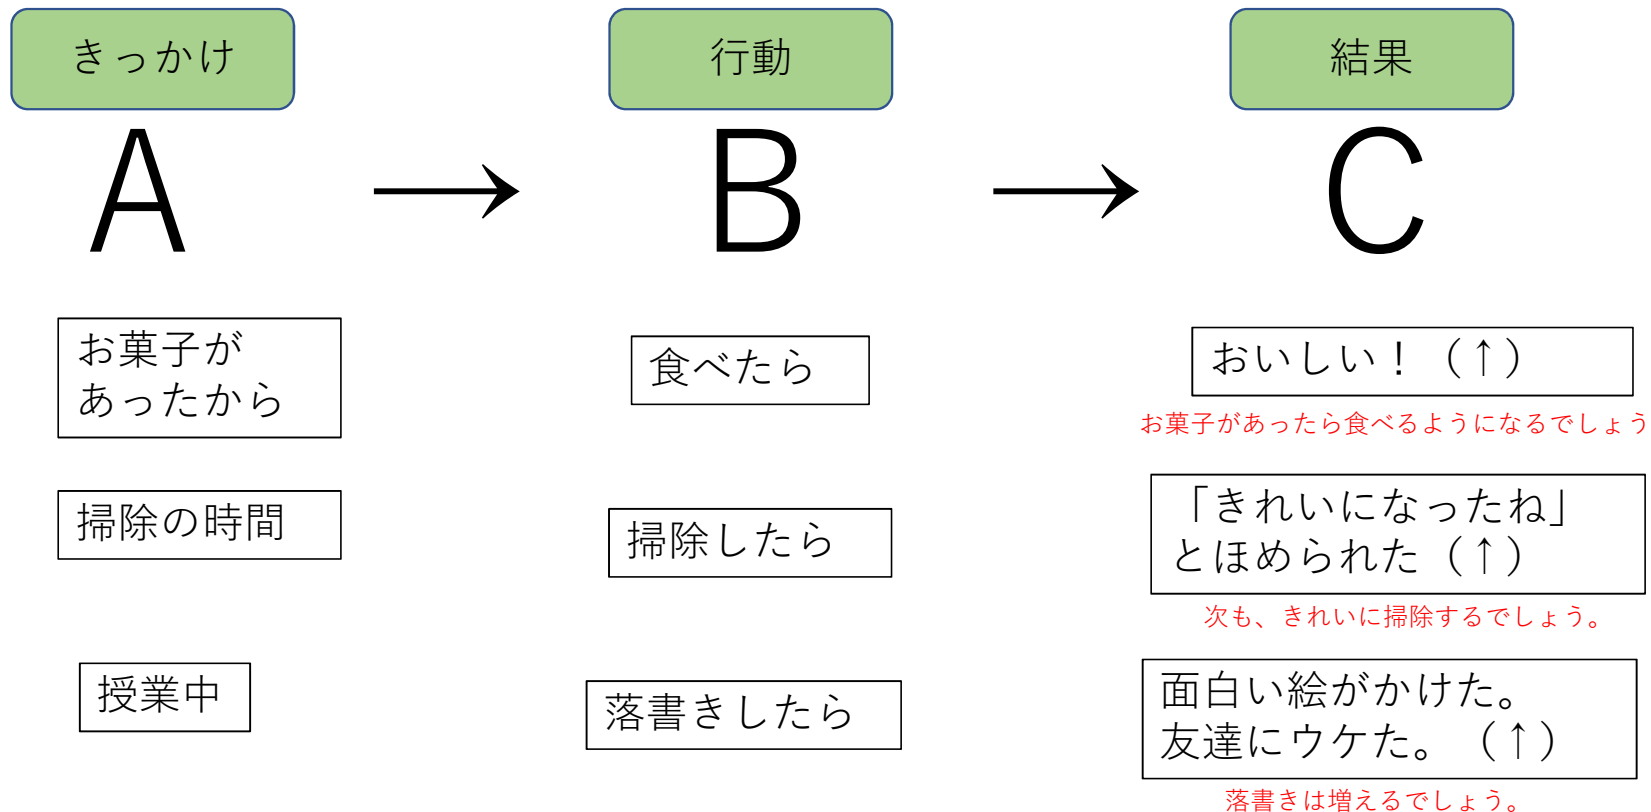 きっかけ
行動
結果
A → B → C
お菓子が
あったから
食べたら
おいしい！（↑）
お菓子があったら食べるようになるでしょう
掃除の時間
掃除したら
「きれいになったね」
とほめられた（↑）
次も、きれいに掃除するでしょう。
授業中
落書きしたら
面白い絵がかけた。
友達にウケた。（↑）
落書きは増えるでしょう。